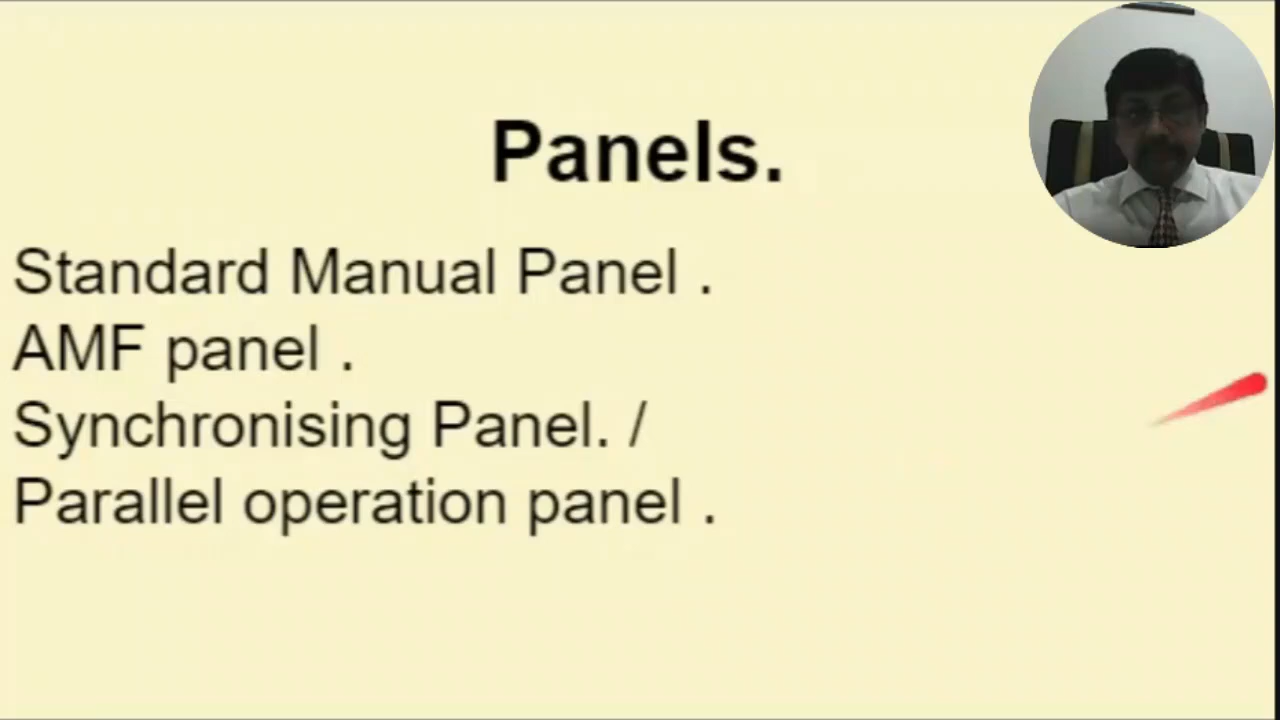 Panels.
Standard Manual Panel .
AMF panel .
Synchronising Panel. /
Parallel operation panel .